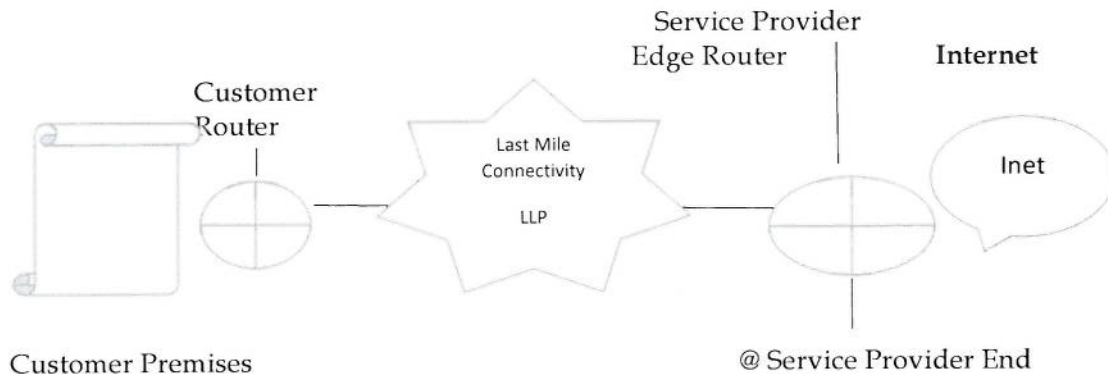 Service Provider
Edge Router
Internet
Customer
Router
Last Mile
Connectivity
LLP
Inet
Customer Premises
@ Service Provider End